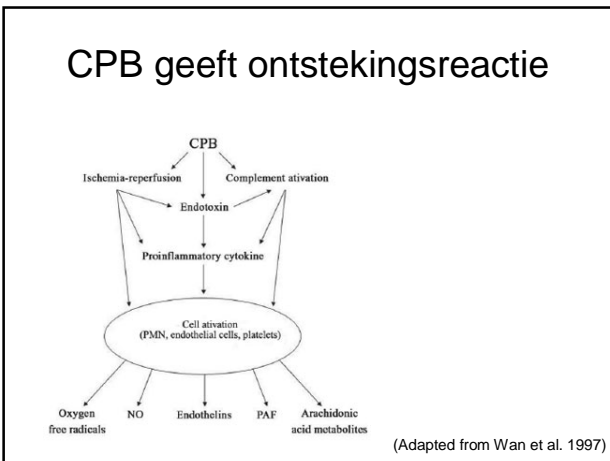 CPB geeft ontstekingsreactie
CPB
Ischemia-reperfusion Complement ativation
Endotoxin
Proinflammatory cytokine
Cell ativation
(PMN, endothelial cells, platelets)
Oxygen NO Endothelins PAF Arachidonic
free radicals acid metabolites
(Adapted from Wan et al. 1997)